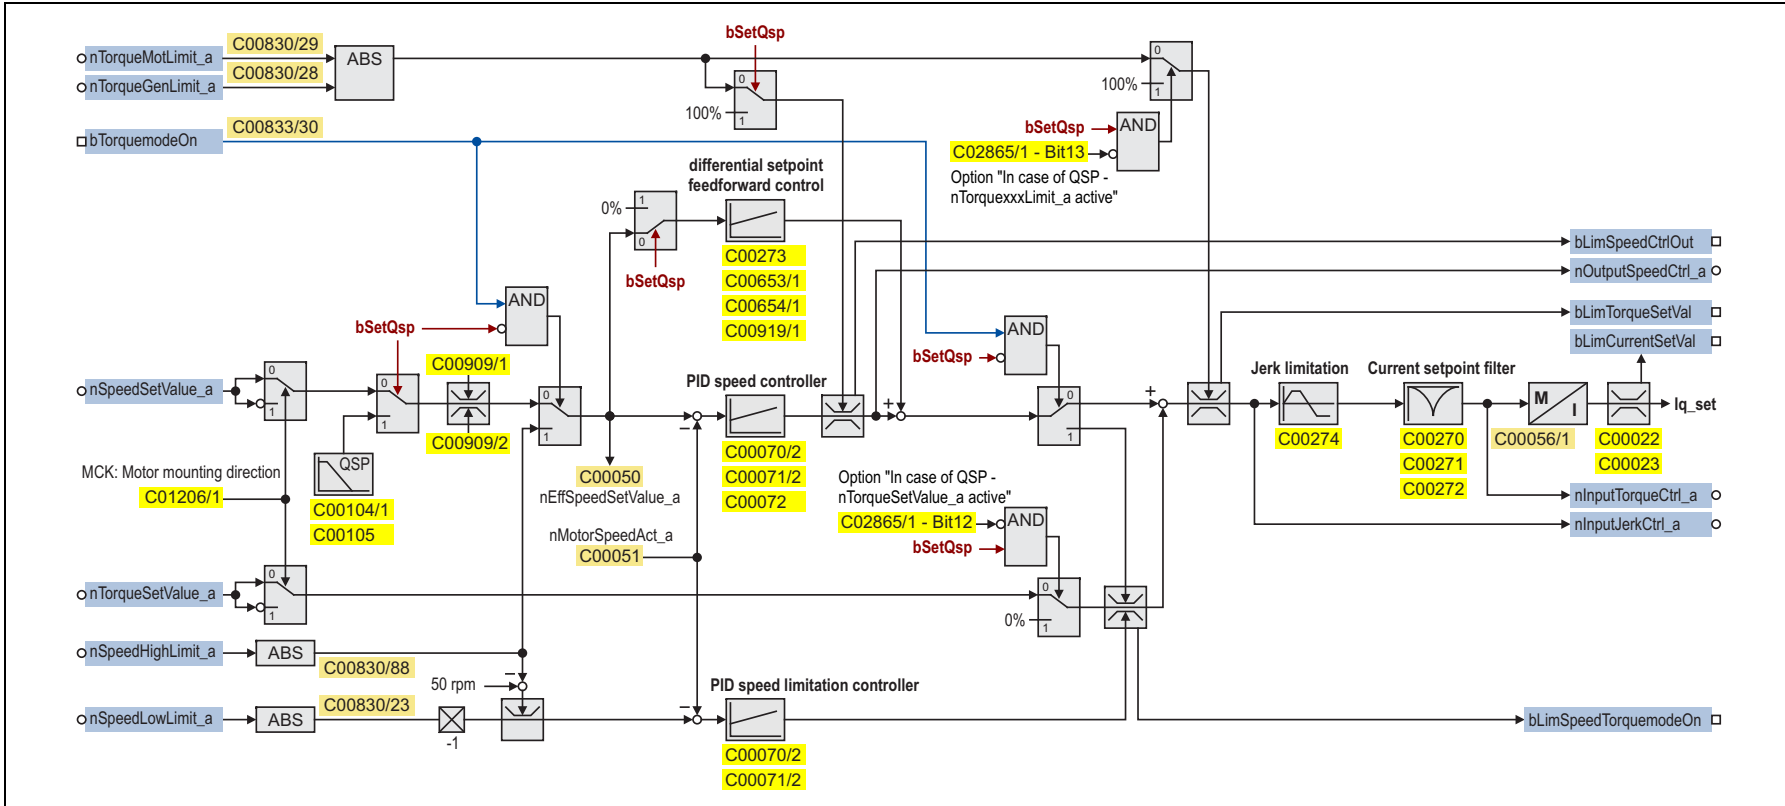 nTorqueMotLimit_a
C00830/29
nTorqueGenLimit_a
C00830/28
ABS
bTorquemodeOn
C00833/30
bSetQsp
0
100%
1
0
100%
1
bSetQsp
AND
C02865/1 - Bit13
Option "In case of QSP -
nTorquexxxLimit_a active"
differential setpoint
feedforward control
0%
1
0
bSetQsp
C00273
C00653/1
C00654/1
C00919/1
bLimSpeedCtrlOut
nOutputSpeedCtrl_a
bLimTorqueSetVal
bLimCurrentSetVal
AND
bSetQsp
AND
bSetQsp
nSpeedSetValue_a
0
1
0
1
C00909/1
C00909/2
0
1
QSP
C00104/1
C00105
MCK: Motor mounting direction
C01206/1
C00050
nEffSpeedSetValue_a
nMotorSpeedAct_a
C00051
PID speed controller
–
C00070/2
C00071/2
C00072
+
0
1
+
Jerk limitation
C00274
Current setpoint filter
C00270
C00271
C00272
M
I
C00056/1
C00022
C00023
Iq_set
nInputTorqueCtrl_a
nInputJerkCtrl_a
Option "In case of QSP -
nTorqueSetValue_a active"
C02865/1 - Bit12
bSetQsp
AND
nTorqueSetValue_a
0
1
0
0%
1
nSpeedHighLimit_a
ABS
C00830/88
50 rpm
–
nSpeedLowLimit_a
ABS
C00830/23
-1
PID speed limitation controller
–
C00070/2
C00071/2
bLimSpeedTorquemodeOn